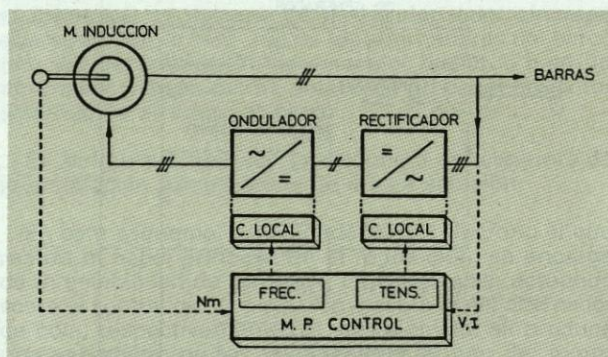 M. INDUCCION
BARRAS
ONDULADOR
RECTIFICADOR
~
=
=
~
C. LOCAL
C. LOCAL
Nm
FREC.
TENS.
V,I
M. P. CONTROL